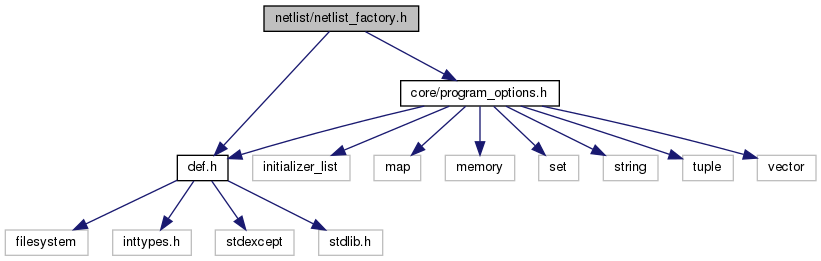 netlist/netlist_factory.h
core/program_options.h
def.h
initializer_list
map
memory
set
string
tuple
vector
filesystem
inttypes.h
stdexcept
stdlib.h